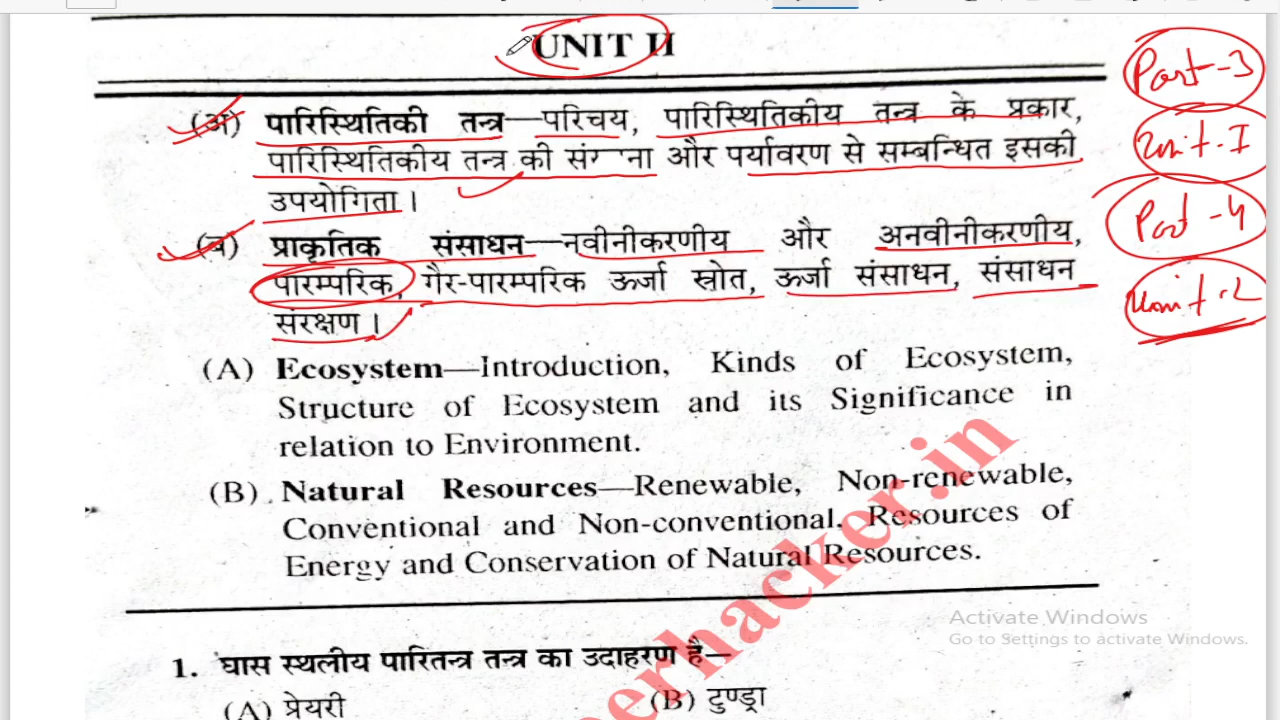 UNIT II
(अ) पारिस्थितिकी तन्त्र—परिचय, पारिस्थितिकीय तन्त्र के प्रकार,
पारिस्थितिकीय तन्त्र की और पर्यावरण से सम्बन्धित इसकी
उपयोगिता।
(ब) प्राकृतिक संसाधन—नवीनीकरणीय और अनवीनीकरणीय,
पारम्परिक, गैर-पारम्परिक ऊर्जा स्रोत, ऊर्जा संसाधन, संसाधन
संरक्षण।
(A) Ecosystem—Introduction, Kinds of Ecosystem,
Structure of Ecosystem and its Significance in
relation to Environment.
(B) Natural Resources—Renewable, Non-renewable,
Conventional and Non-conventional, Resources of
Energy and Conservation of Natural Resources.
1. घास स्थलीय पारितन्त्र तन्त्र का उदाहरण है—
(A) प्रेयरी (B) टुण्ड्रा
Part-3
Unit-I
Part-4
Unit-2
erhacker.in
Activate Windows
Go to Settings to activate Windows.